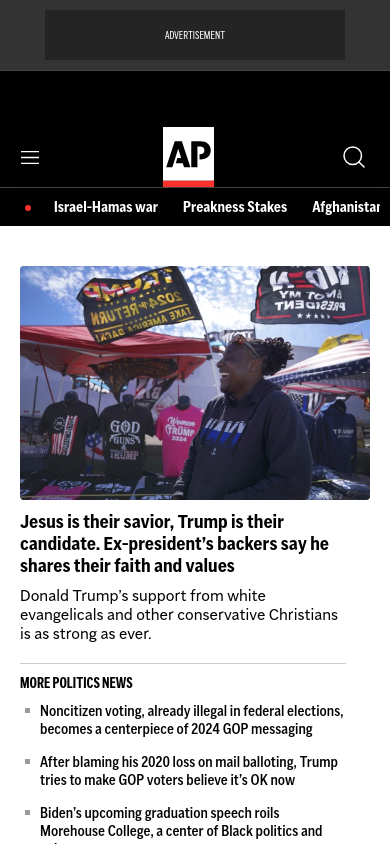 ADVERTISEMENT
AP
Israel-Hamas war Preakness Stakes Afghanistan
TRUMP
2024 RETURN
TAKE AMERICA BACK!
BIDEN
NOT MY
PRESIDENT
GOD
GUNS &
TRUMP
Women
TRUMP
2024
Jesus is their savior, Trump is their
candidate. Ex-president's backers say he
shares their faith and values
Donald Trump's support from white
evangelicals and other conservative Christians
is as strong as ever.
MORE POLITICS NEWS
Noncitizen voting, already illegal in federal elections,
becomes a centerpiece of 2024 GOP messaging
After blaming his 2020 loss on mail balloting, Trump
tries to make GOP voters believe it's OK now
Biden's upcoming graduation speech roils
Morehouse College, a center of Black politics and